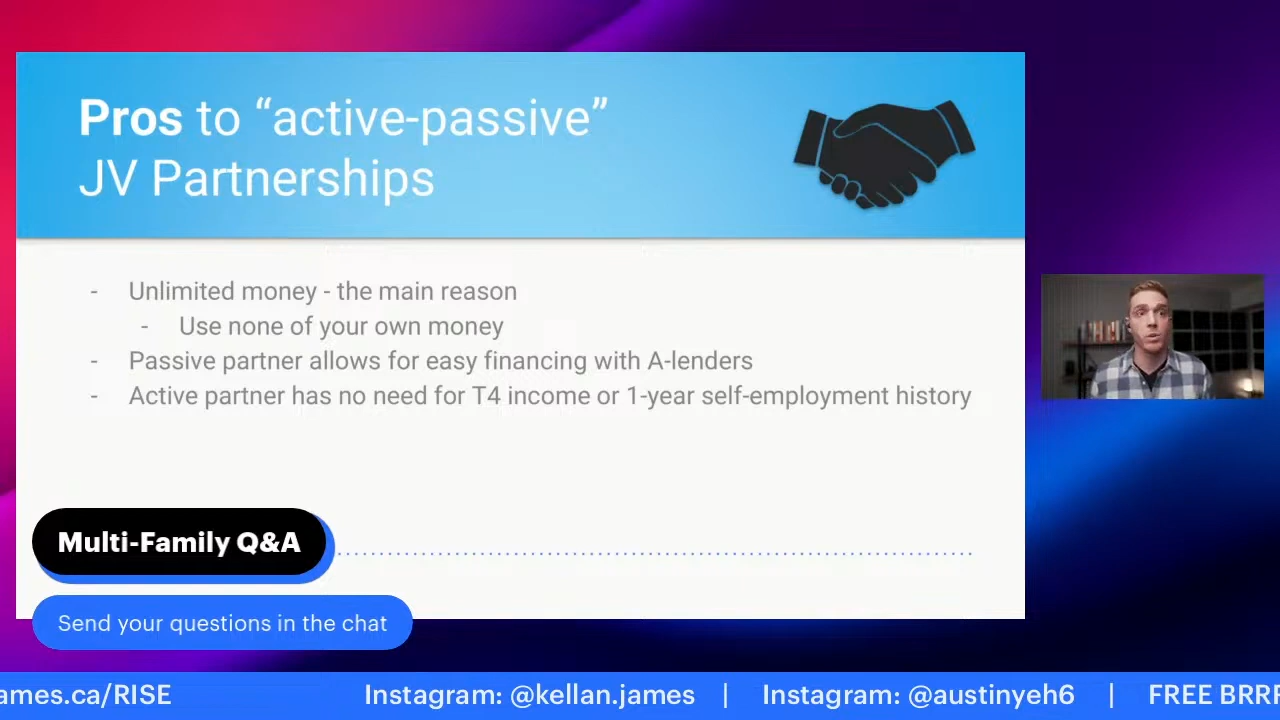 Pros to “active-passive”
JV Partnerships
- Unlimited money - the main reason
- Use none of your own money
- Passive partner allows for easy financing with A-lenders
- Active partner has no need for T4 income or 1-year self-employment history
Multi-Family Q&A
Send your questions in the chat
ames.ca/RISE Instagram: @kellan.james | Instagram: @austinyeh6 | FREE BRRR